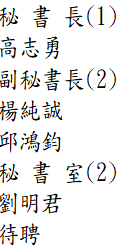 秘 書 長(1)
高志勇
副秘書長(2)
楊純誠
邱鴻鈞
秘 書 室(2)
劉明君
待聘